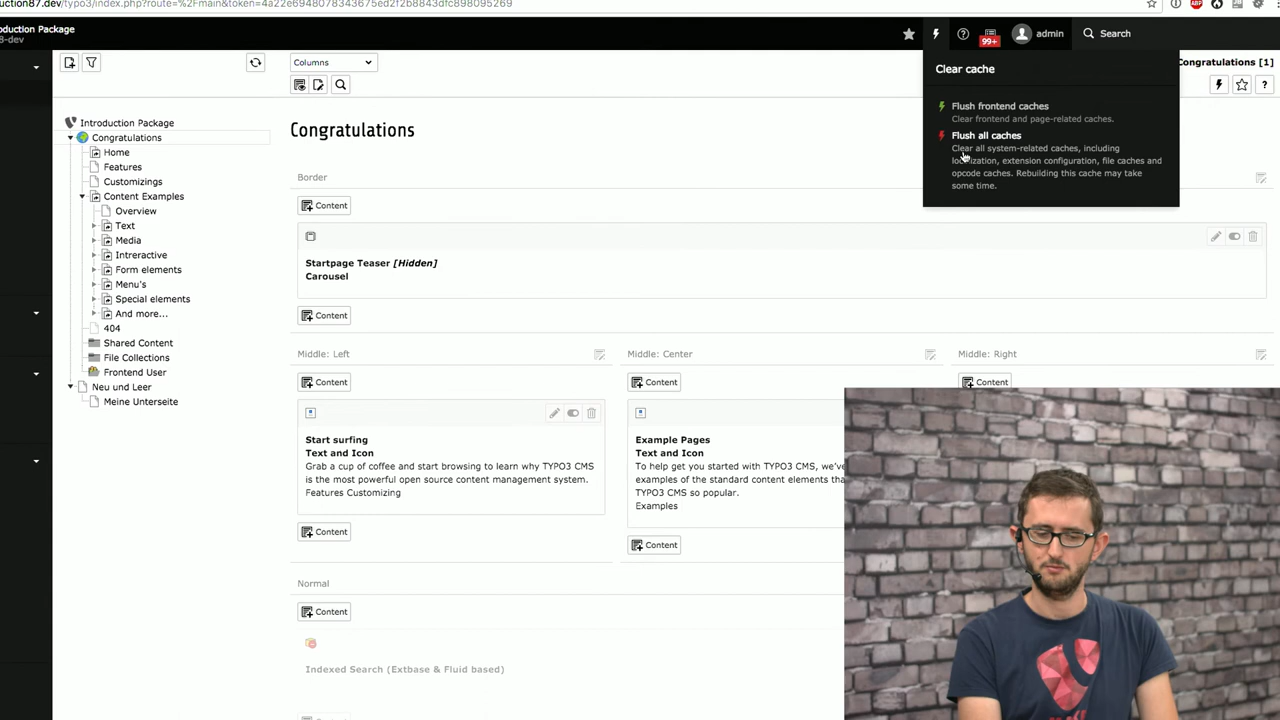 oduction87.dev/typo3/index.php?route=%2Fmain&token=4a22e6948078343675ed2f2b8843dfc898095269
oduction Package
8-dev
99+
admin
Search
Columns
Congratulations [1]
?
Clear cache
Flush frontend caches
Clear frontend and page-related caches.
Flush all caches
Clear all system-related caches, including
extension configuration, file caches and
opcode caches. Rebuilding this cache may take
some time.
Introduction Package
Congratulations
Home
Features
Customizings
Content Examples
Overview
Text
Media
Intreractive
Form elements
Menu's
Special elements
And more...
404
Shared Content
File Collections
Frontend User
Neu und Leer
Meine Unterseite
Congratulations
Border
Content
Startpage Teaser [Hidden]
Carousel
Content
Middle: Left
Middle: Center
Middle: Right
Content
Content
Content
Start surfing
Text and Icon
Grab a cup of coffee and start browsing to learn why TYPO3 CMS
is the most powerful open source content management system.
Features Customizing
Example Pages
Text and Icon
To help get you started with TYPO3 CMS, we've
examples of the standard content elements tha
TYPO3 CMS so popular.
Examples
Content
Content
Normal
Content
Indexed Search (Extbase & Fluid based)